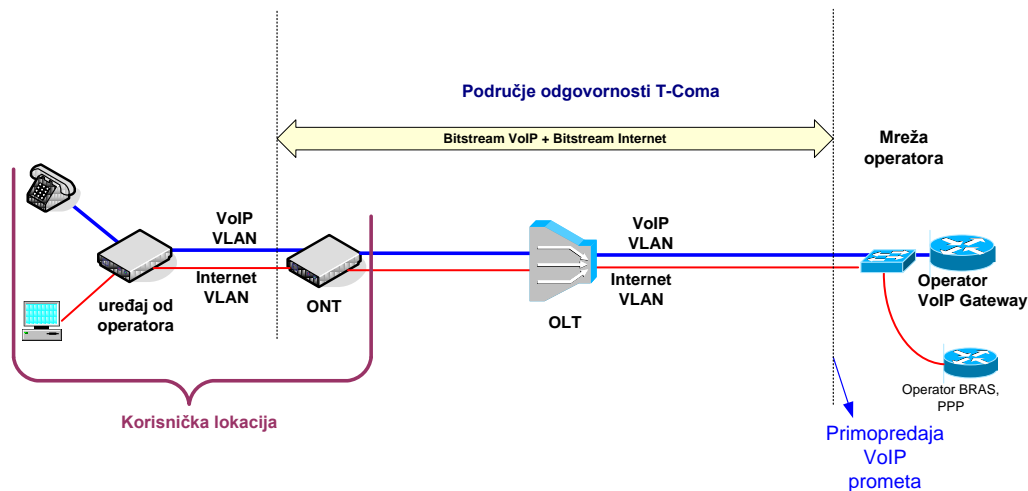 Područje odgovornosti T-Coma
Bitstream VoIP + Bitstream Internet
Mreža
operatora
VoIP
VLAN
Internet
VLAN
uređaj od
operatora
ONT
OLT
VoIP
VLAN
Internet
VLAN
Operator
VoIP Gateway
Operator BRAS,
PPP
Korisnička lokacija
Primopredaja
VoIP
prometa